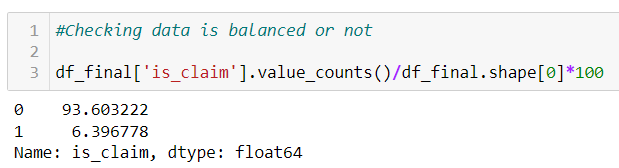 1 #Checking data is balanced or not
2
3 df_final['is_claim'].value_counts()/df_final.shape[0]*100
0    93.603222
1     6.396778
Name: is_claim, dtype: float64